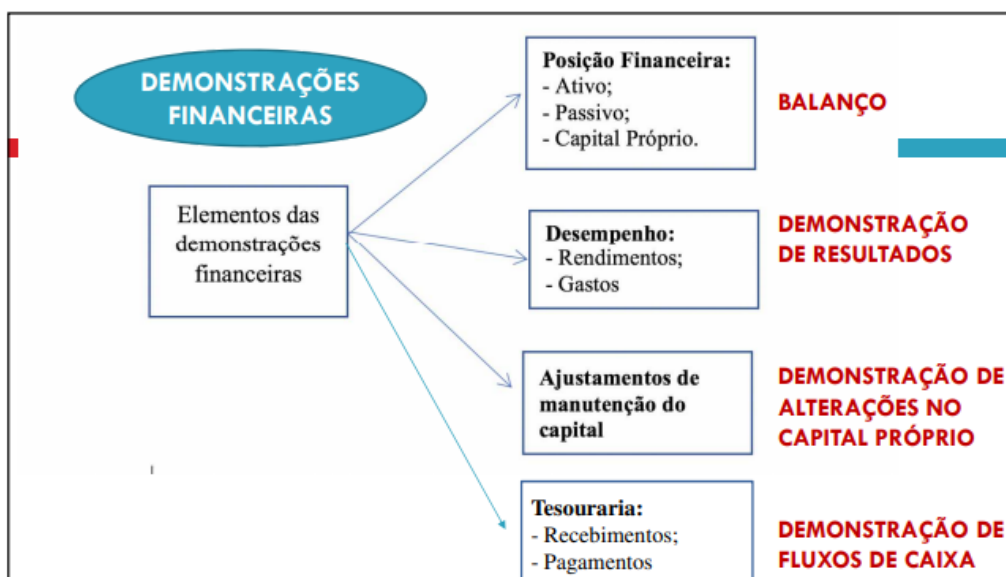 DEMONSTRAÇÕES
FINANCEIRAS
Elementos das
demonstrações
financeiras
Posição Financeira:
- Ativo;
- Passivo;
- Capital Próprio.
BALANÇO
Desempenho:
- Rendimentos;
- Gastos
DEMONSTRAÇÃO
DE RESULTADOS
Ajustamentos de
manutenção do
capital
DEMONSTRAÇÃO DE
ALTERAÇÕES NO
CAPITAL PRÓPRIO
Tesouraria:
- Recebimentos;
- Pagamentos
DEMONSTRAÇÃO DE
FLUXOS DE CAIXA